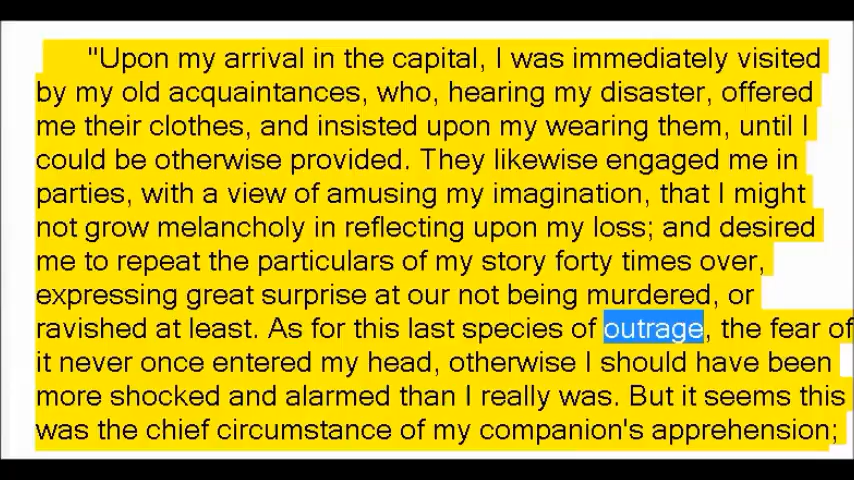 "Upon my arrival in the capital, I was immediately visited
by my old acquaintances, who, hearing my disaster, offered
me their clothes, and insisted upon my wearing them, until I
could be otherwise provided. They likewise engaged me in
parties, with a view of amusing my imagination, that I might
not grow melancholy in reflecting upon my loss; and desired
me to repeat the particulars of my story forty times over,
expressing great surprise at our not being murdered, or
ravished at least. As for this last species of outrage, the fear of
it never once entered my head, otherwise I should have been
more shocked and alarmed than I really was. But it seems this
was the chief circumstance of my companion's apprehension;